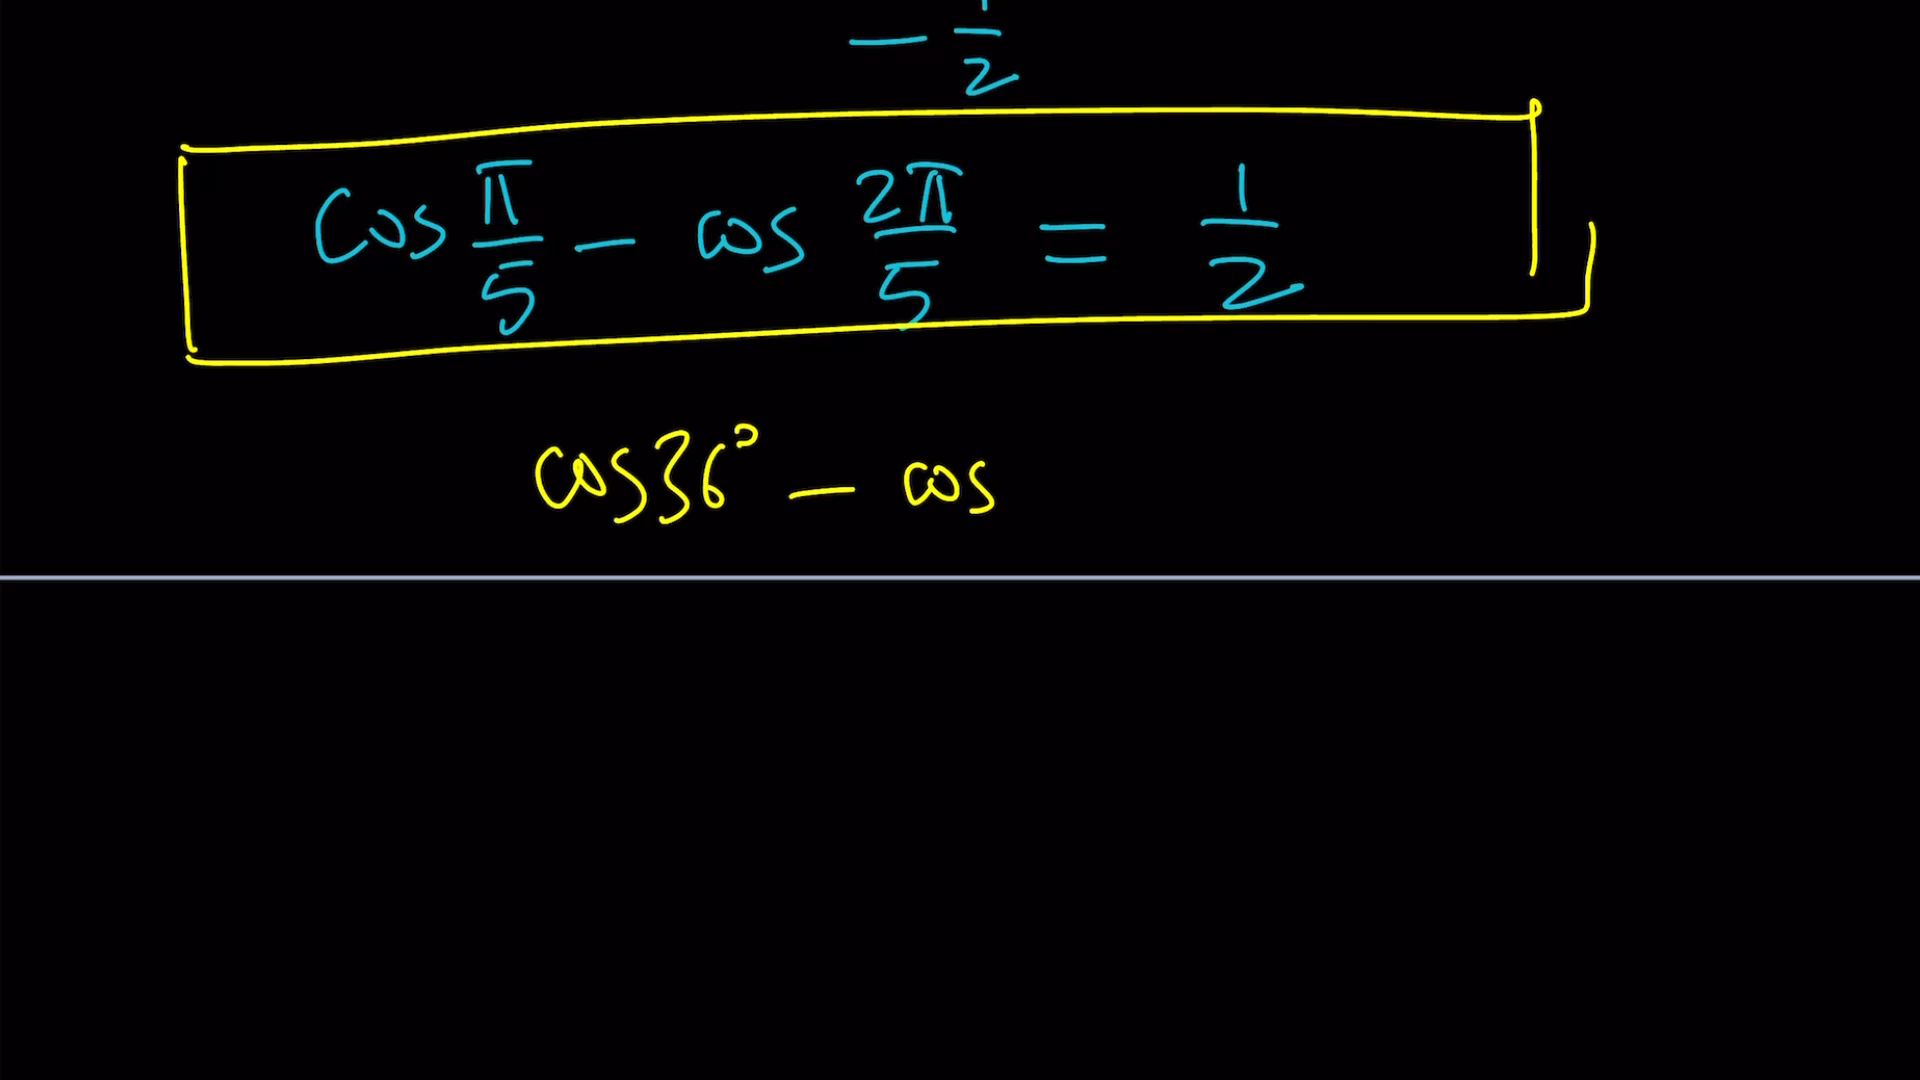 − 1/2
Cos π/5 − cos 2π/5 = 1/2
cos36° − cos